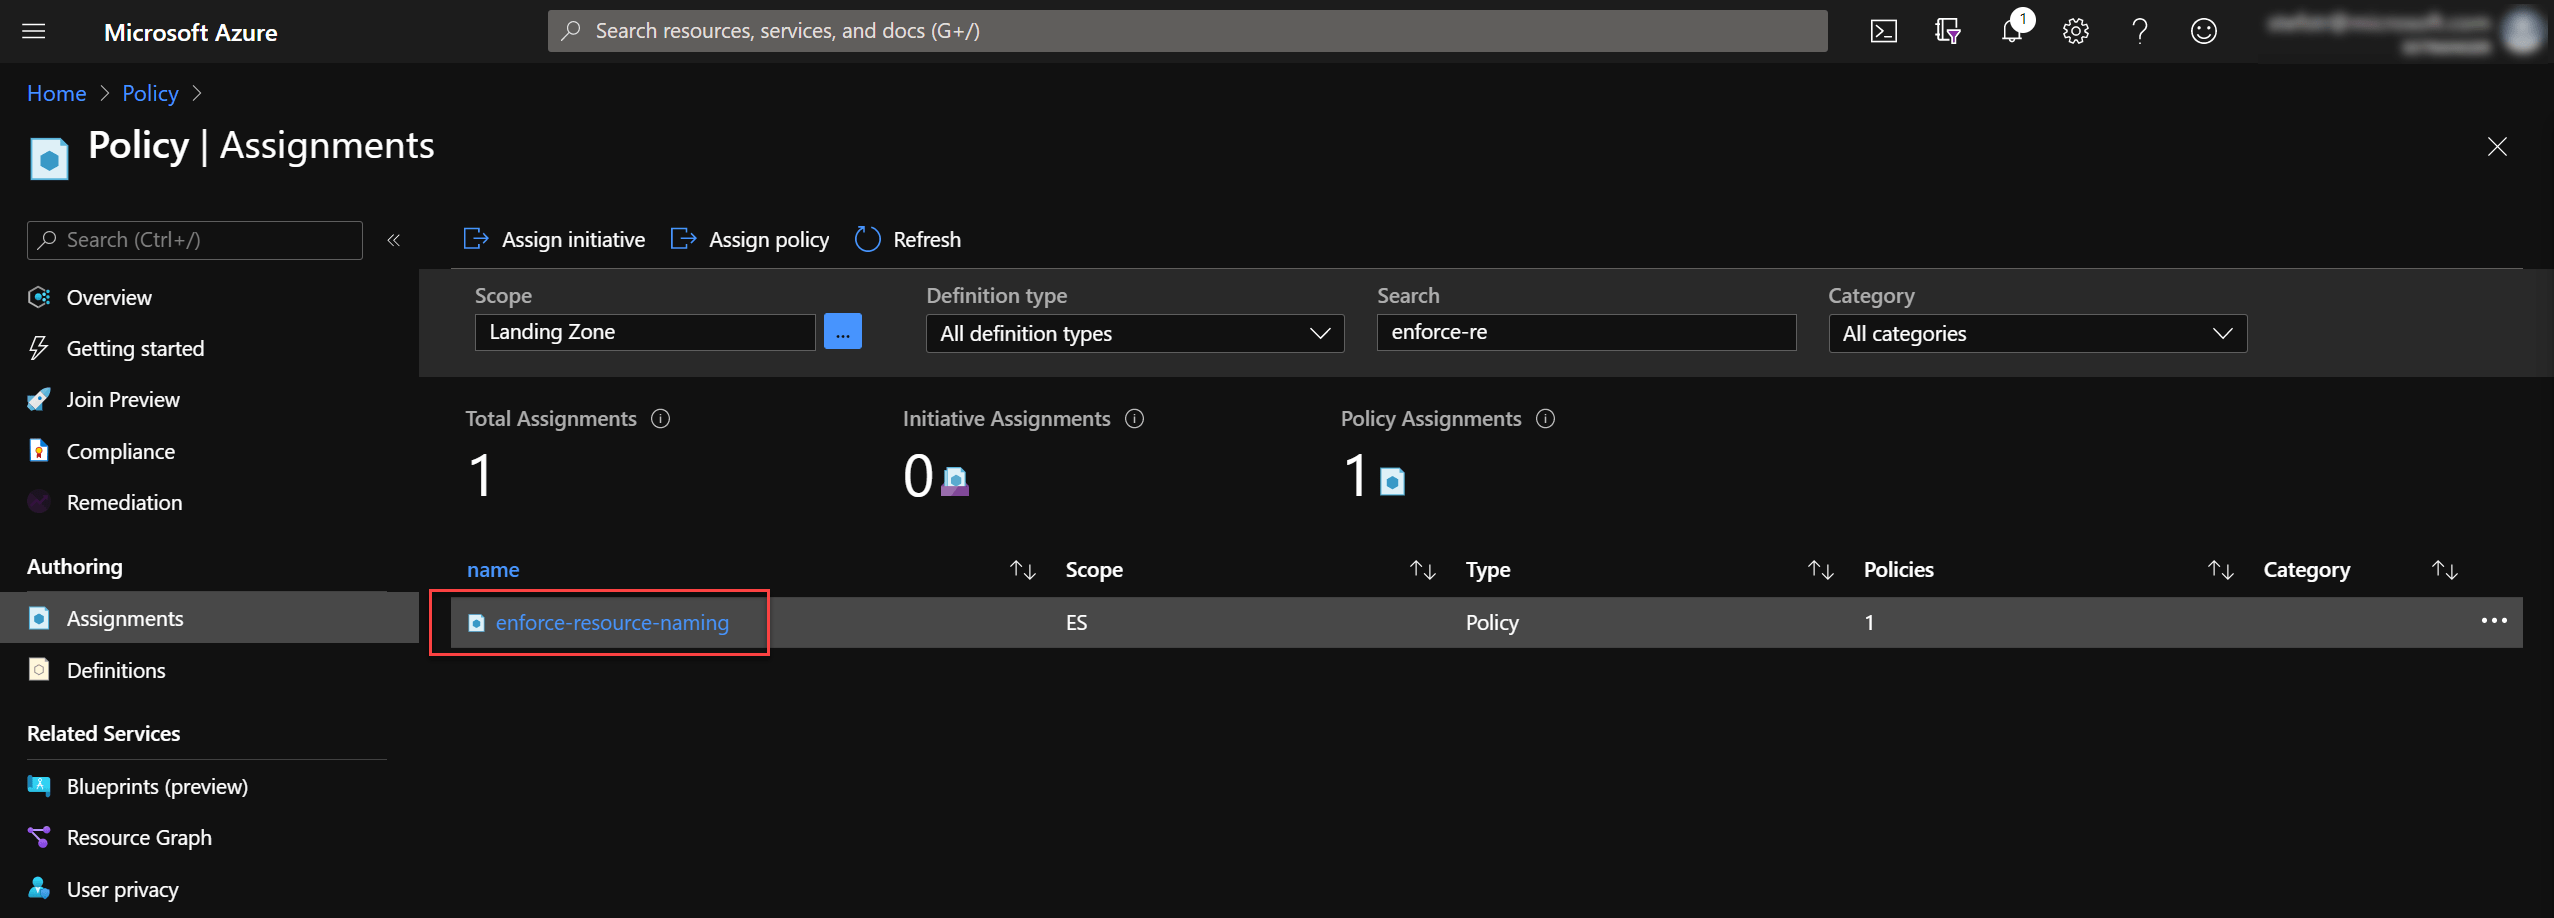 Microsoft Azure
Search resources, services, and docs (G+/)
1
Home > Policy >
Policy | Assignments
Search (Ctrl+/)
«
Overview
Getting started
Join Preview
Compliance
Remediation
Authoring
Assignments
Definitions
Related Services
Blueprints (preview)
Resource Graph
User privacy
Assign initiative Assign policy Refresh
Scope Definition type Search Category
Landing Zone ... All definition types enforce-re All categories
Total Assignments Initiative Assignments Policy Assignments
1 0 1
name Scope Type Policies Category
enforce-resource-naming ES Policy 1 ...